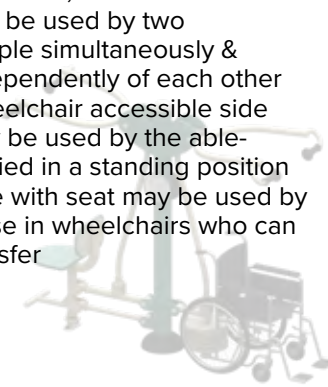 be used by two
ple simultaneously &
ependently of each other
eelchair accessible side
be used by the able-
ied in a standing position
e with seat may be used by
se in wheelchairs who can
sfer